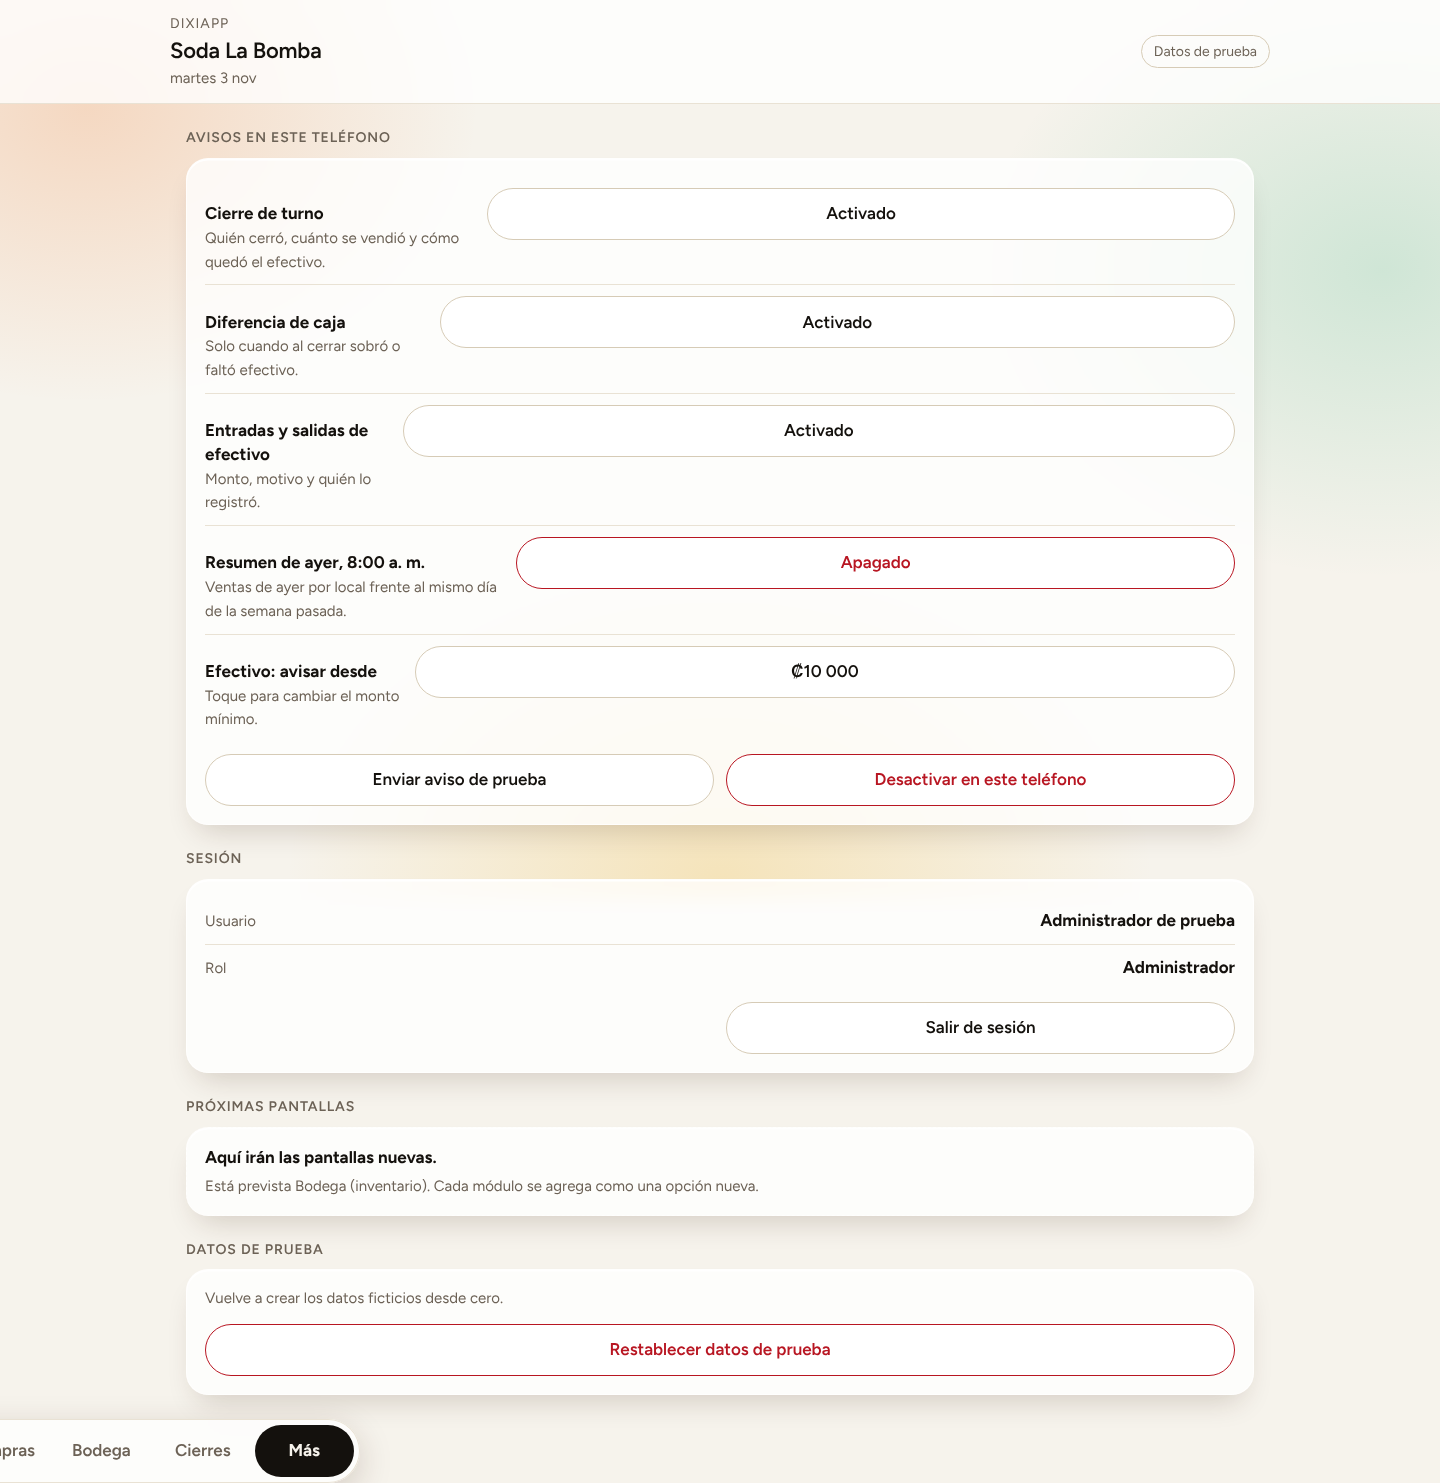 DIXIAPP
Soda La Bomba
martes 3 nov
Datos de prueba
AVISOS EN ESTE TELÉFONO
Cierre de turno
Quién cerró, cuánto se vendió y cómo
quedó el efectivo.
Activado
Diferencia de caja
Solo cuando al cerrar sobró o
faltó efectivo.
Activado
Entradas y salidas de
efectivo
Monto, motivo y quién lo
registró.
Activado
Resumen de ayer, 8:00 a. m.
Ventas de ayer por local frente al mismo día
de la semana pasada.
Apagado
Efectivo: avisar desde
Toque para cambiar el monto
mínimo.
₡10 000
Enviar aviso de prueba
Desactivar en este teléfono
SESIÓN
Usuario
Administrador de prueba
Rol
Administrador
Salir de sesión
PRÓXIMAS PANTALLAS
Aquí irán las pantallas nuevas.
Está prevista Bodega (inventario). Cada módulo se agrega como una opción nueva.
DATOS DE PRUEBA
Vuelve a crear los datos ficticios desde cero.
Restablecer datos de prueba
Bodega
Cierres
Más